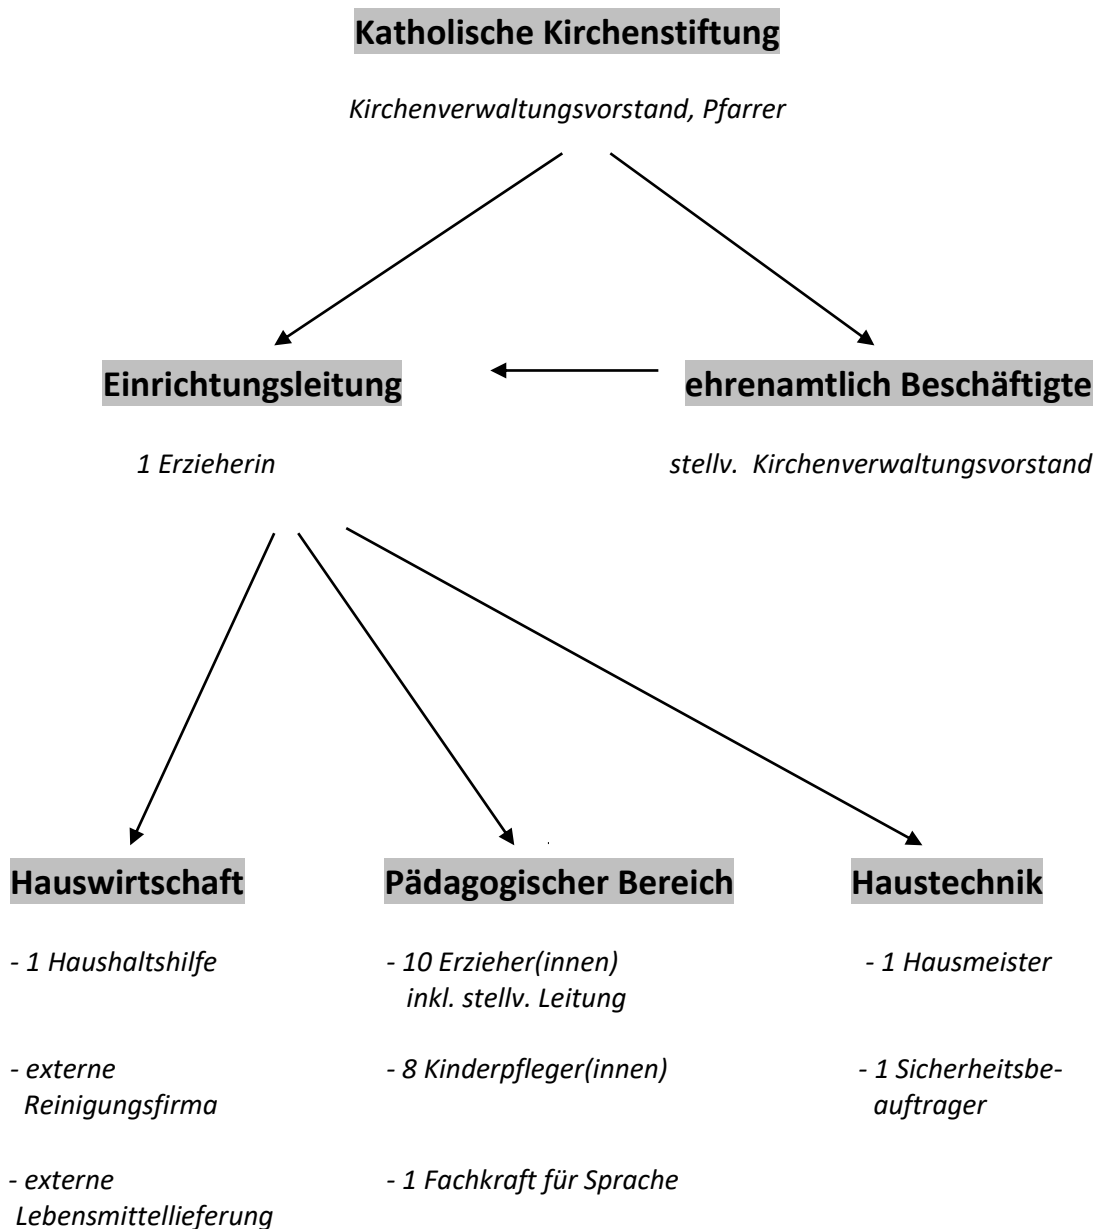 Katholische Kirchenstiftung
Kirchenverwaltungsvorstand, Pfarrer
Einrichtungsleitung
ehrenamtlich Beschäftigte
1 Erzieherin
stellv. Kirchenverwaltungsvorstand
Hauswirtschaft
- 1 Haushaltshilfe
- externe
Reinigungsfirma
- externe
Lebensmittellieferung
Pädagogischer Bereich
- 10 Erzieher(innen)
inkl. stellv. Leitung
- 8 Kinderpfleger(innen)
- 1 Fachkraft für Sprache
Haustechnik
- 1 Hausmeister
- 1 Sicherheitsbe-
auftrager